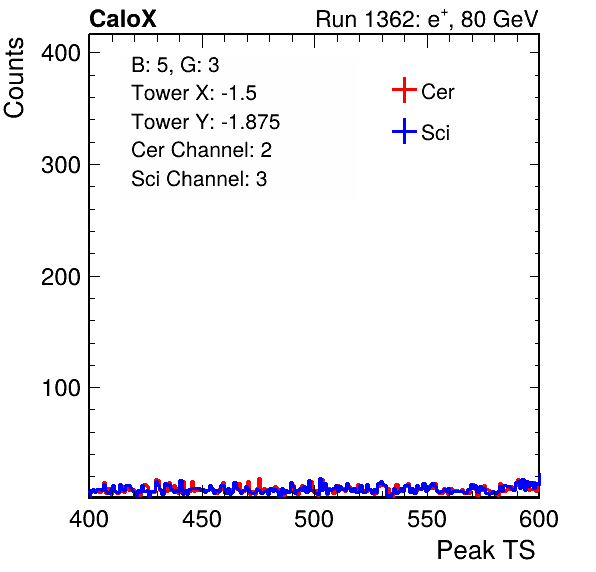 CaloX Run 1362: e+, 80 GeV
Counts
400
B: 5, G: 3
Tower X: -1.5
Tower Y: -1.875
Cer Channel: 2
Sci Channel: 3
Cer
Sci
300
200
100
400 450 500 550 600
Peak TS